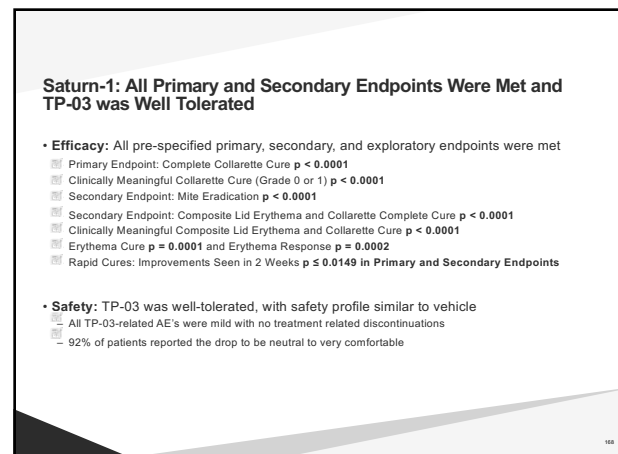 Saturn-1: All Primary and Secondary Endpoints Were Met and
TP-03 was Well Tolerated
• Efficacy: All pre-specified primary, secondary, and exploratory endpoints were met
Primary Endpoint: Complete Collarette Cure p < 0.0001
Clinically Meaningful Collarette Cure (Grade 0 or 1) p < 0.0001
Secondary Endpoint: Mite Eradication p < 0.0001
Secondary Endpoint: Composite Lid Erythema and Collarette Complete Cure p < 0.0001
Clinically Meaningful Composite Lid Erythema and Collarette Cure p < 0.0001
Erythema Cure p = 0.0001 and Erythema Response p = 0.0002
Rapid Cures: Improvements Seen in 2 Weeks p ≤ 0.0149 in Primary and Secondary Endpoints
• Safety: TP-03 was well-tolerated, with safety profile similar to vehicle
– All TP-03-related AE's were mild with no treatment related discontinuations
– 92% of patients reported the drop to be neutral to very comfortable
168